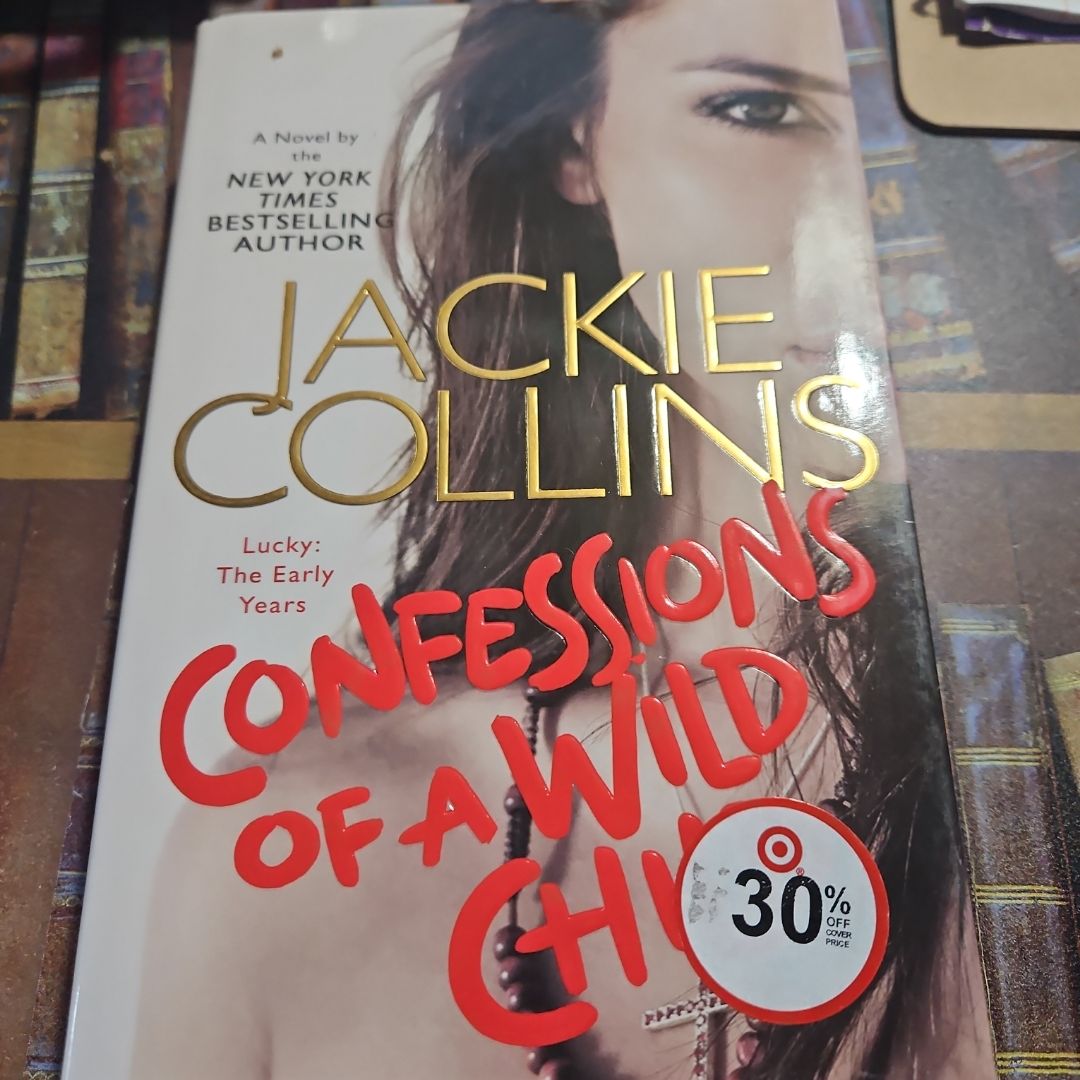 A Novel by
the
NEW YORK
TIMES
BESTSELLING
AUTHOR
JACKIE
COLLINS
Lucky:
The Early
Years
CONFESSIONS
OF A WILD
CHI
30%
OFF
COVER
PRICE